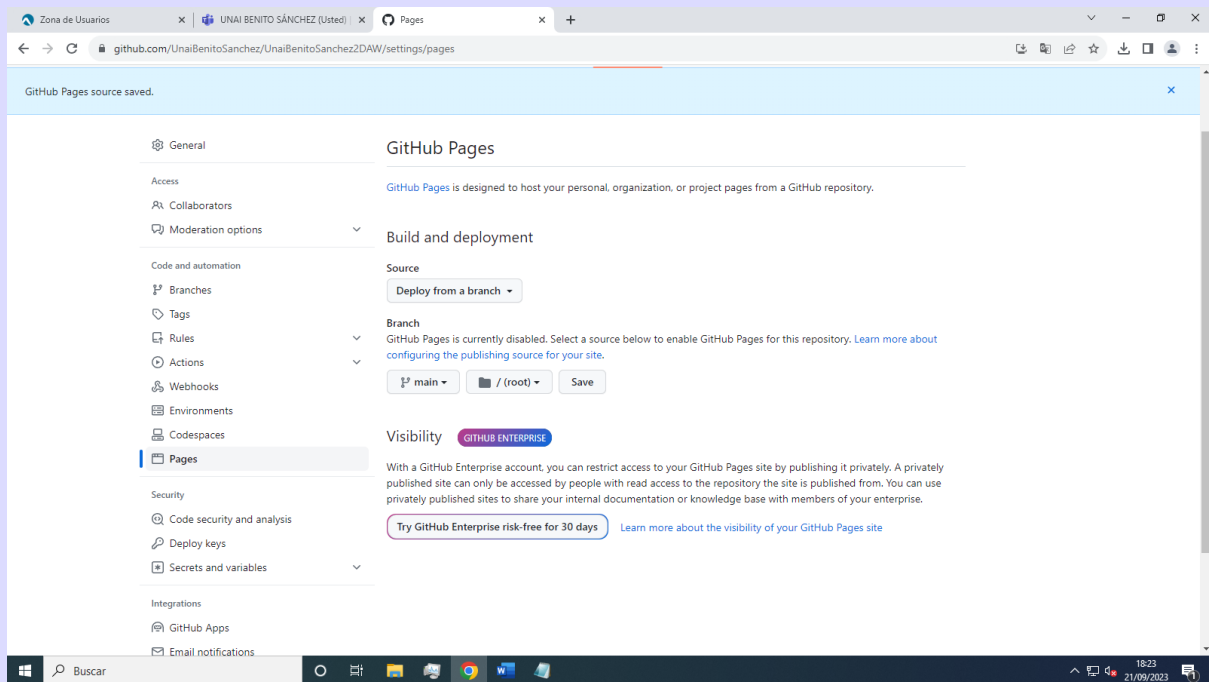 Zona de Usuarios
UNAI BENITO SÁNCHEZ (Usted) |
Pages
github.com/UnaiBenitoSanchez/UnaiBenitoSanchez2DAW/settings/pages
GitHub Pages source saved.
General
Access
Collaborators
Moderation options
Code and automation
Branches
Tags
Rules
Actions
Webhooks
Environments
Codespaces
Pages
Security
Code security and analysis
Deploy keys
Secrets and variables
Integrations
GitHub Apps
Email notifications
GitHub Pages
GitHub Pages is designed to host your personal, organization, or project pages from a GitHub repository.
Build and deployment
Source
Deploy from a branch
Branch
GitHub Pages is currently disabled. Select a source below to enable GitHub Pages for this repository. Learn more about
configuring the publishing source for your site.
main
/ (root)
Save
Visibility
GITHUB ENTERPRISE
With a GitHub Enterprise account, you can restrict access to your GitHub Pages site by publishing it privately. A privately
published site can only be accessed by people with read access to the repository the site is published from. You can use
privately published sites to share your internal documentation or knowledge base with members of your enterprise.
Try GitHub Enterprise risk-free for 30 days
Learn more about the visibility of your GitHub Pages site
Buscar
18:23
21/09/2023
1